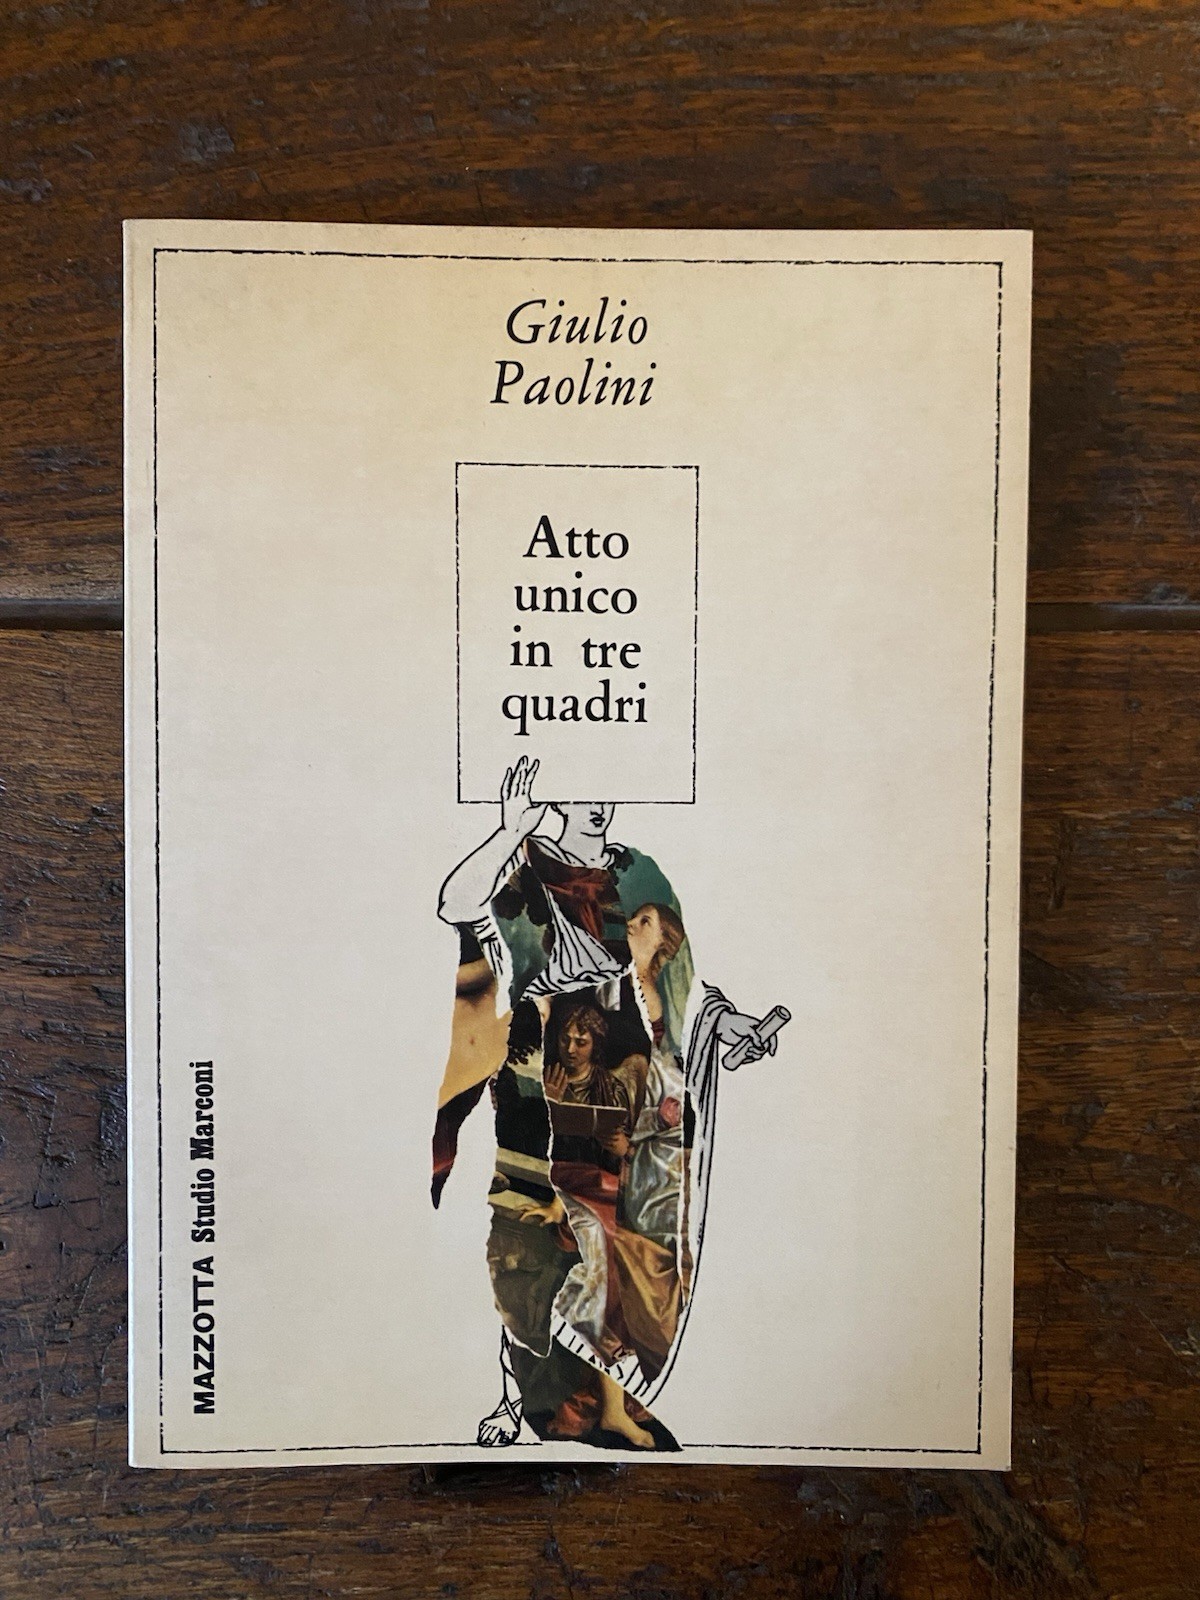 Giulio
Paolini
Atto
unico
in tre
quadri
MAZZOTTA Studio Marconi